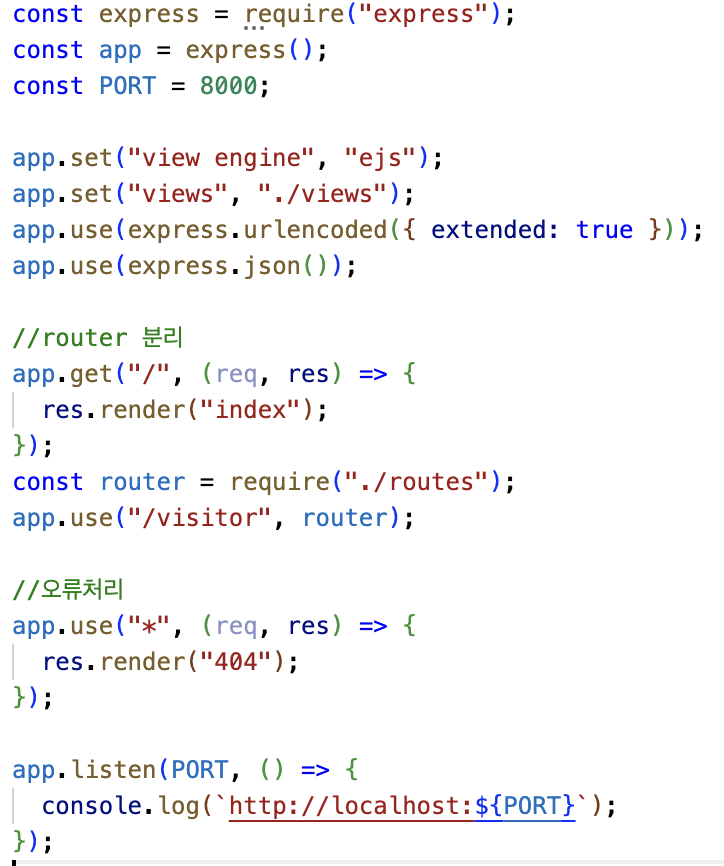 const express = require("express");
const app = express();
const PORT = 8000;
app.set("view engine", "ejs");
app.set("views", "./views");
app.use(express.urlencoded({ extended: true }));
app.use(express.json());
//router 분리
app.get("/", (req, res) => {
  res.render("index");
});
const router = require("./routes");
app.use("/visitor", router);
//오류처리
app.use("*", (req, res) => {
  res.render("404");
});
app.listen(PORT, () => {
  console.log(`http://localhost:${PORT}`);
});